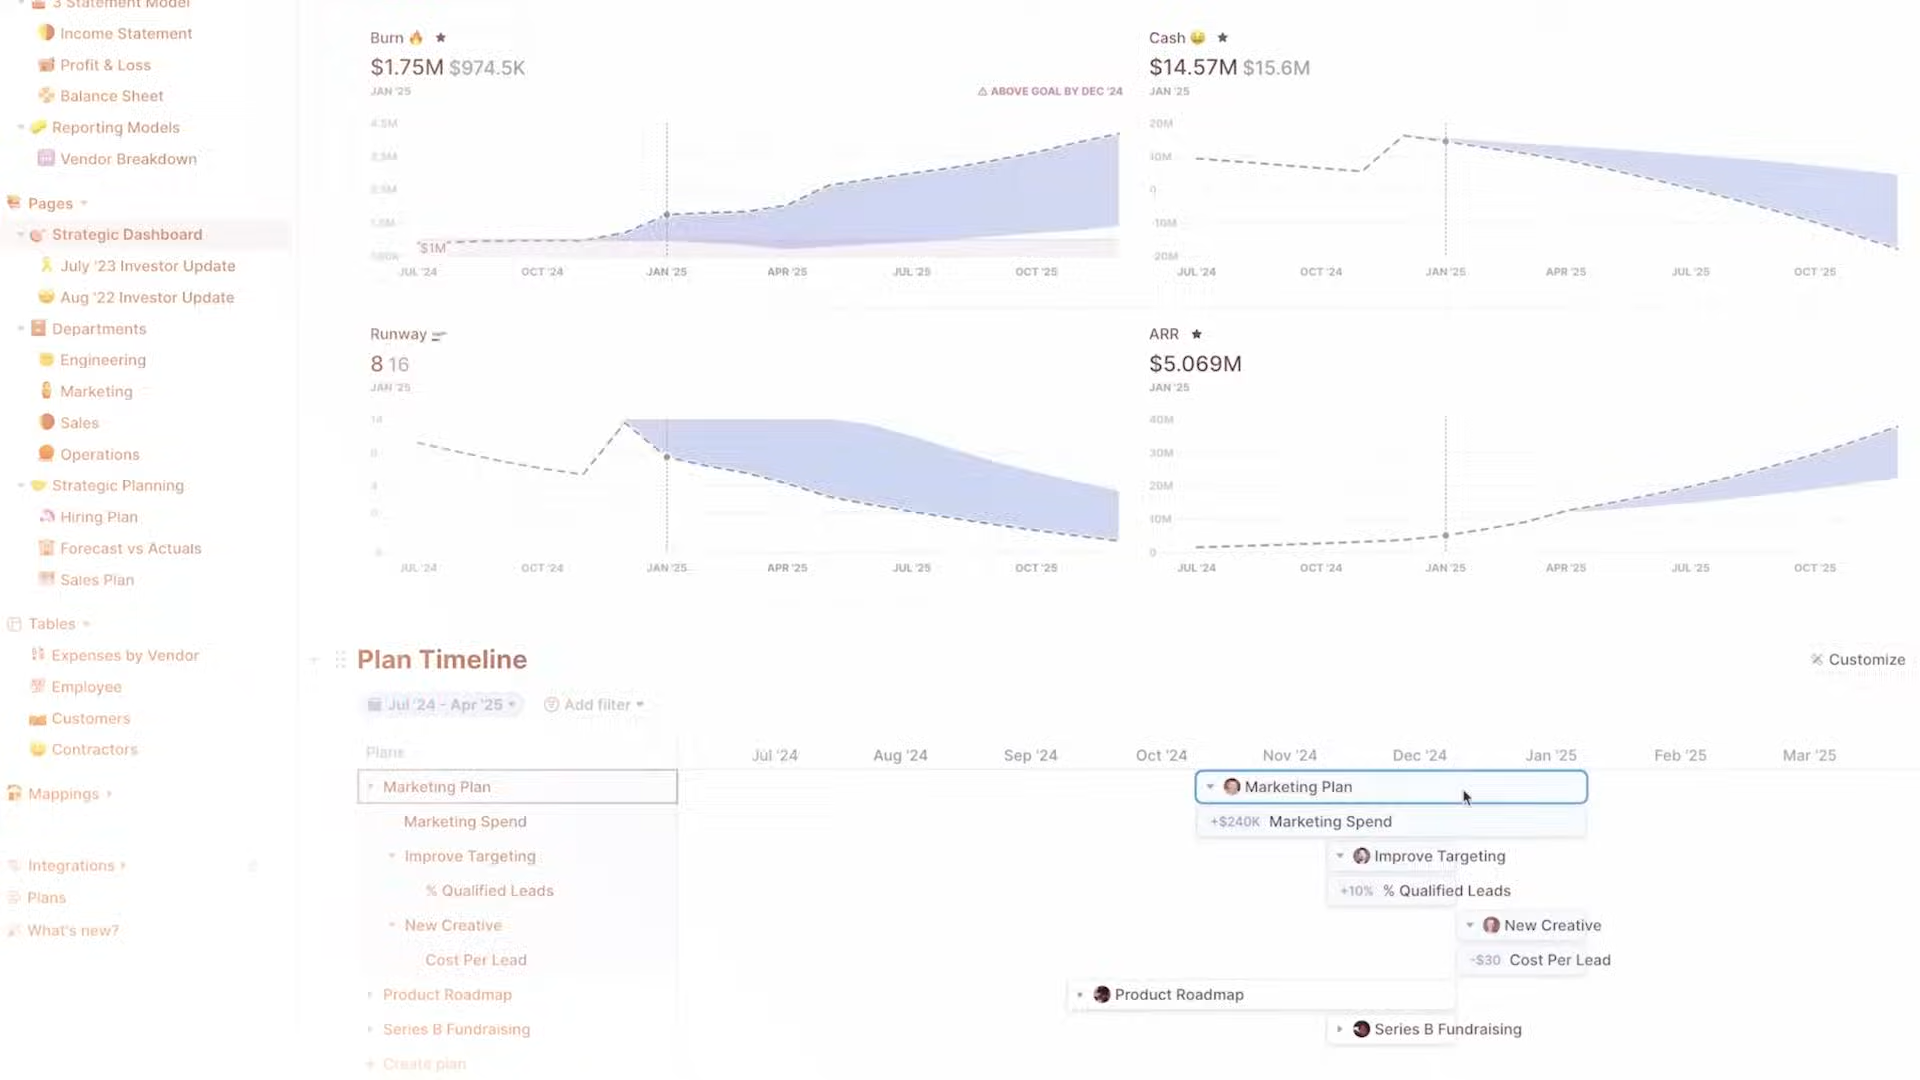 3 Statement Model
Income Statement
Profit & Loss
Balance Sheet
Reporting Models
Vendor Breakdown
Pages
Strategic Dashboard
July '23 Investor Update
Aug '22 Investor Update
Departments
Engineering
Marketing
Sales
Operations
Strategic Planning
Hiring Plan
Forecast vs Actuals
Sales Plan
Tables
Expenses by Vendor
Employee
Customers
Contractors
Mappings
Integrations
Plans
What's new?
Burn
$1.75M $974.5K
JAN '25
ABOVE GOAL BY DEC '24
4.5M
$1M
JUL '24 OCT '24 JAN '25 APR '25 JUL '25 OCT '25
Cash
$14.57M $15.6M
JAN '25
20M
10M
0
-10M
-20M
JUL '24 OCT '24 JAN '25 APR '25 JUL '25 OCT '25
Runway
8 16
JAN '25
JUL '24 OCT '24 JAN '25 APR '25 JUL '25 OCT '25
ARR
$5.069M
JAN '25
40M
30M
20M
10M
0
JUL '24 OCT '24 JAN '25 APR '25 JUL '25 OCT '25
Plan Timeline
Customize
Jul '24 - Apr '25 Add filter
Plans Jul '24 Aug '24 Sep '24 Oct '24 Nov '24 Dec '24 Jan '25 Feb '25 Mar '25
Marketing Plan Marketing Plan
Marketing Spend +$240K Marketing Spend
Improve Targeting Improve Targeting
% Qualified Leads +10% % Qualified Leads
New Creative New Creative
Cost Per Lead -$30 Cost Per Lead
Product Roadmap Product Roadmap
Series B Fundraising Series B Fundraising
+ Create plan